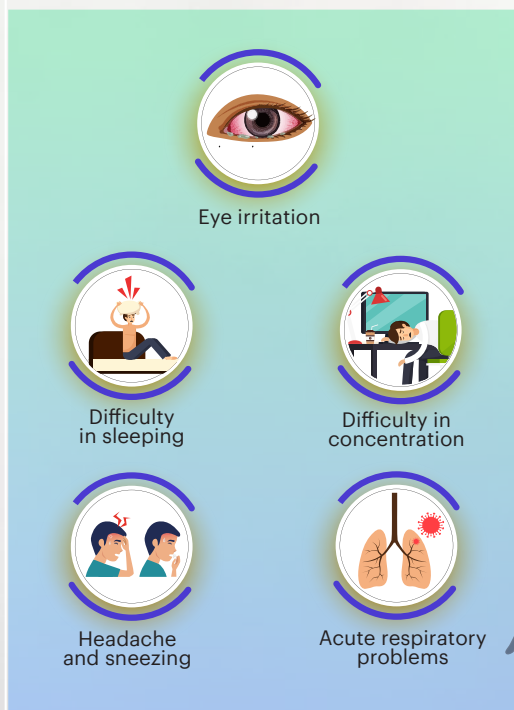 Eye irritation
Difficulty
in sleeping
Difficulty in
concentration
Headache
and sneezing
Acute respiratory
problems